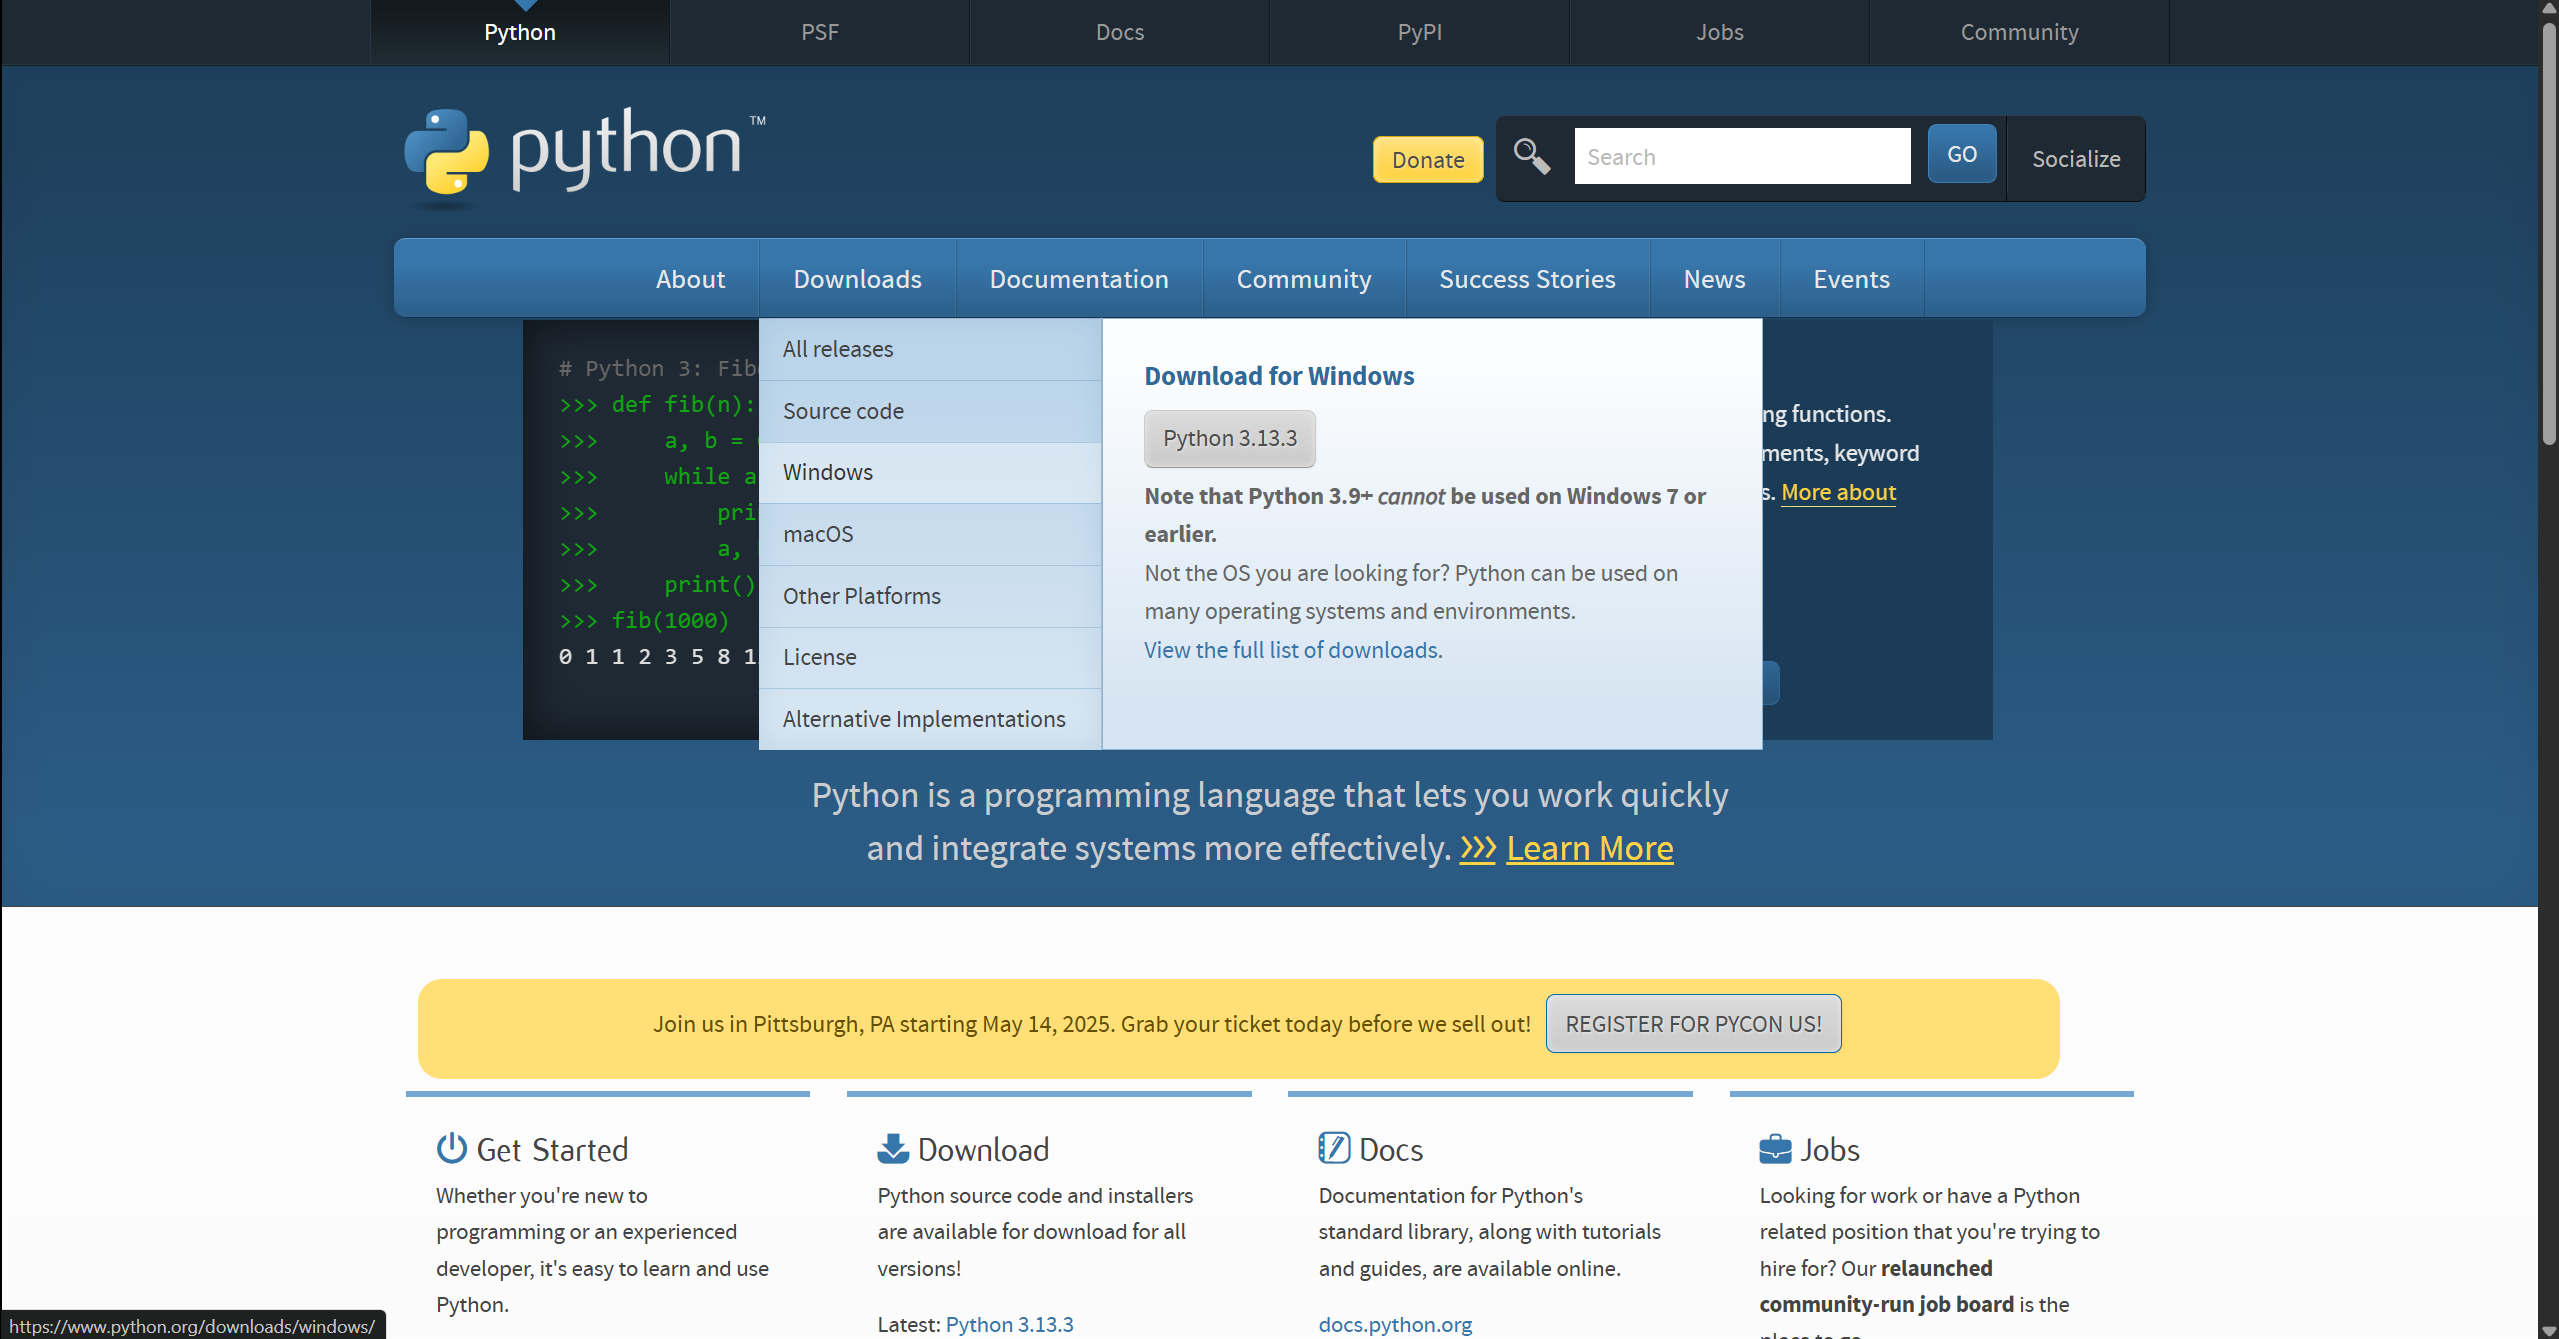 Python
PSF
Docs
PyPI
Jobs
Community
python™
Donate
Search
GO
Socialize
About
Downloads
Documentation
Community
Success Stories
News
Events
# Python 3: Fib
>>> def fib(n):
>>>     a, b =
>>>     while a
>>>         pri
>>>         a,
>>>     print()
>>> fib(1000)
0 1 1 2 3 5 8 1
All releases
Source code
Windows
macOS
Other Platforms
License
Alternative Implementations
Download for Windows
Python 3.13.3
Note that Python 3.9+ cannot be used on Windows 7 or
earlier.
Not the OS you are looking for? Python can be used on
many operating systems and environments.
View the full list of downloads.
ng functions.
ments, keyword
s. More about
Python is a programming language that lets you work quickly
and integrate systems more effectively. >>> Learn More
Join us in Pittsburgh, PA starting May 14, 2025. Grab your ticket today before we sell out!
REGISTER FOR PYCON US!
Get Started
Whether you're new to
programming or an experienced
developer, it's easy to learn and use
Python.
Download
Python source code and installers
are available for download for all
versions!
Latest: Python 3.13.3
Docs
Documentation for Python's
standard library, along with tutorials
and guides, are available online.
docs.python.org
Jobs
Looking for work or have a Python
related position that you're trying to
hire for? Our relaunched
community-run job board is the
https://www.python.org/downloads/windows/